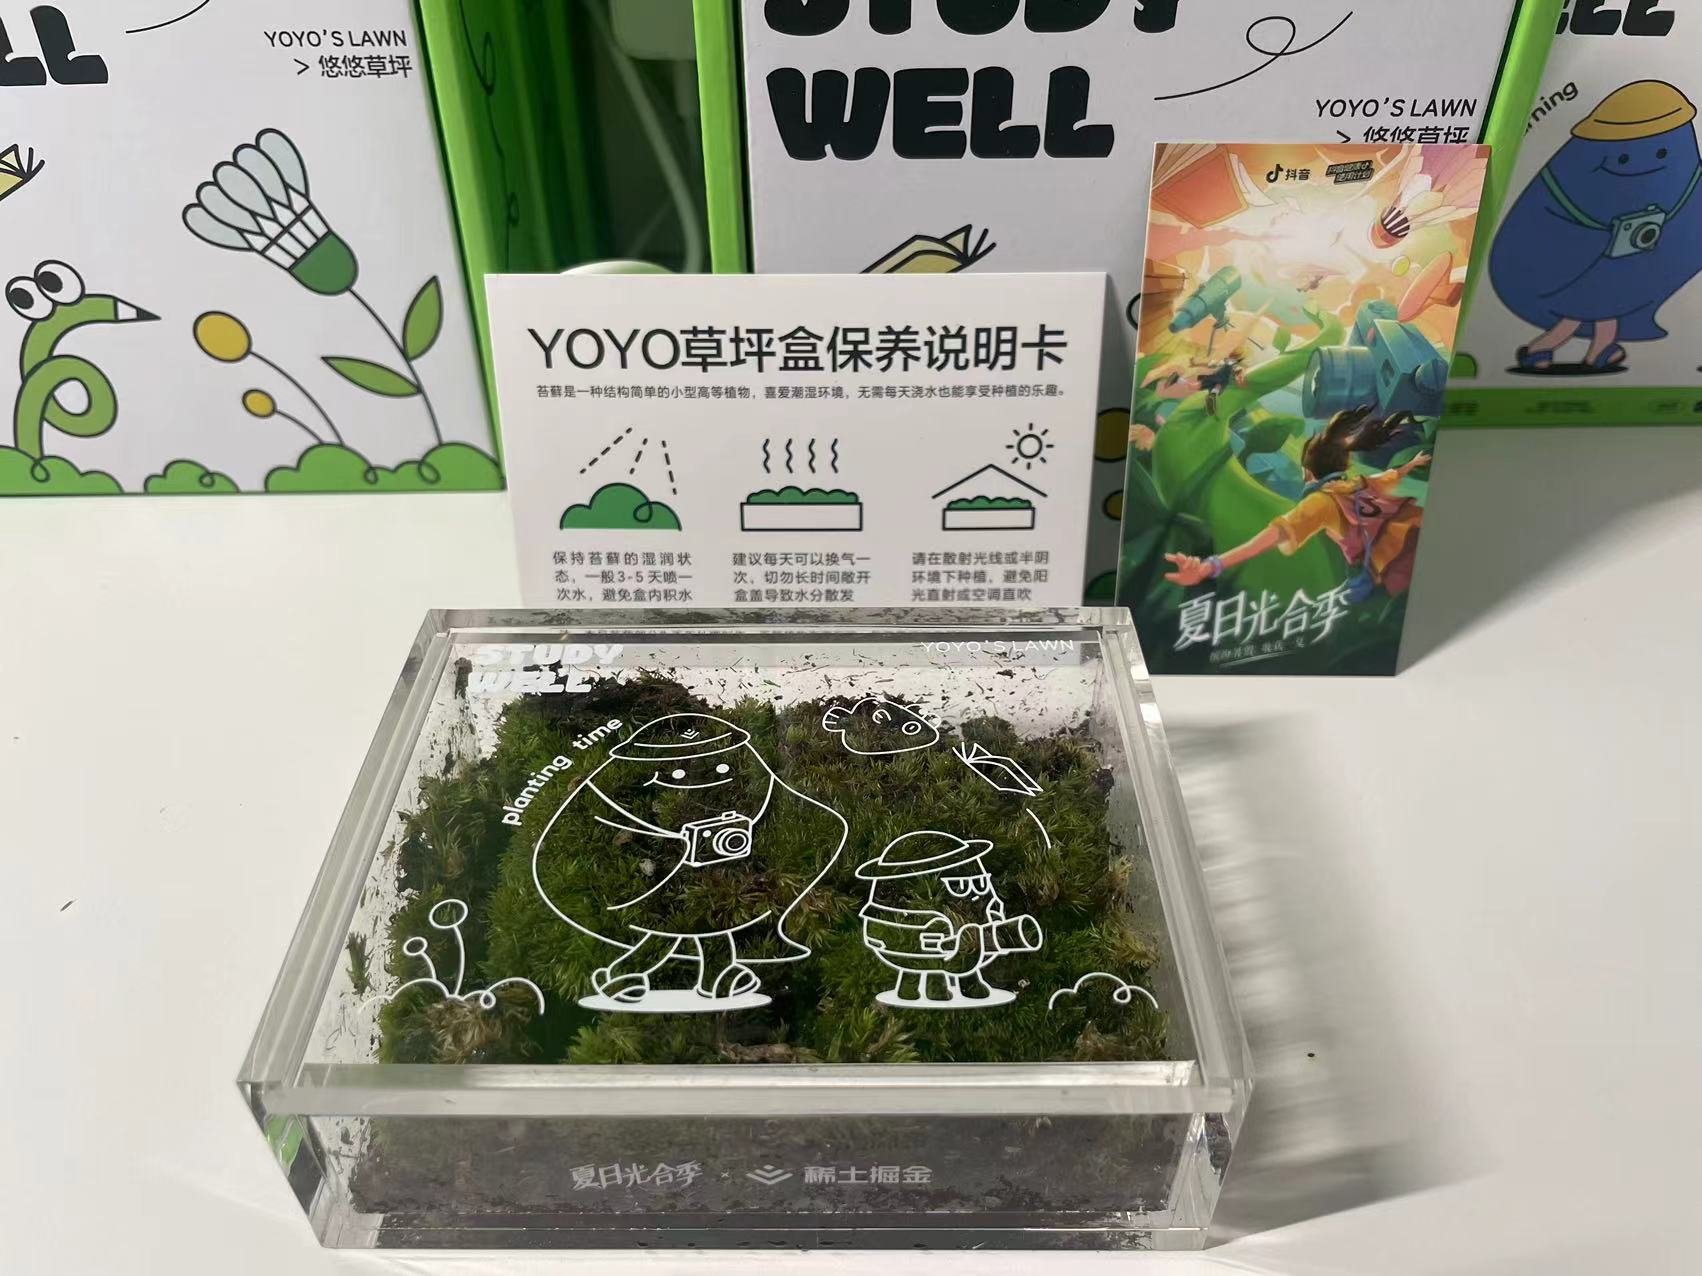 YOYO'S LAWN
> 悠悠草坪
STUDY
WELL
YOYO'S LAWN
> 悠悠草坪
抖音
YOYO草坪盒保养说明卡
苔藓是一种结构简单的小型高等植物，喜爱潮湿环境，无需每天浇水也能享受种植的乐趣。
保持苔藓的湿润状
态，一般3-5天喷一
次水，避免盒内积水
建议每天可以换气一
次，切勿长时间敞开
盒盖导致水分散发
请在散射光线或半阴
环境下种植，避免阳
光直射或空调直吹
夏日光合季
STUDY
WELL
YOYO'S LAWN
planting time
夏日光合季 × 稀土掘金